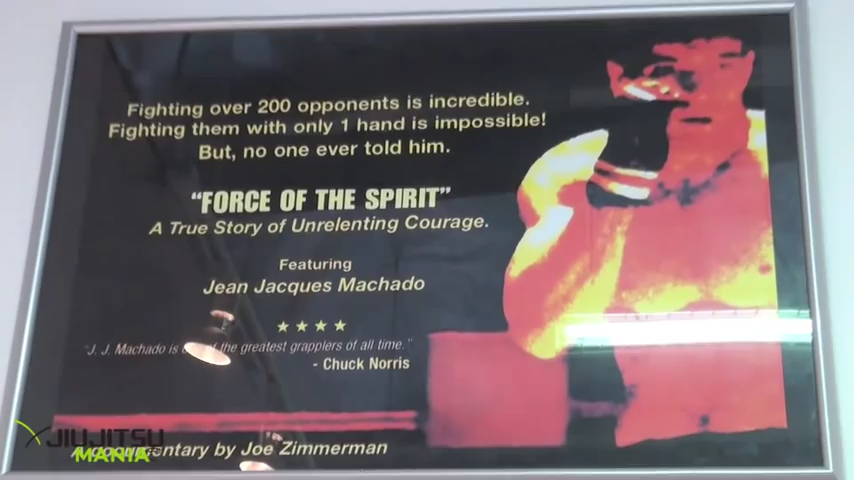 Fighting over 200 opponents is incredible.
Fighting them with only 1 hand is impossible!
But, no one ever told him.
"FORCE OF THE SPIRIT"
A True Story of Unrelenting Courage.
Featuring
Jean Jacques Machado
★ ★ ★ ★
"J. J. Machado is the greatest grapplers of all time."
- Chuck Norris
by Joe Zimmerman
JIUJITSU
MANIA